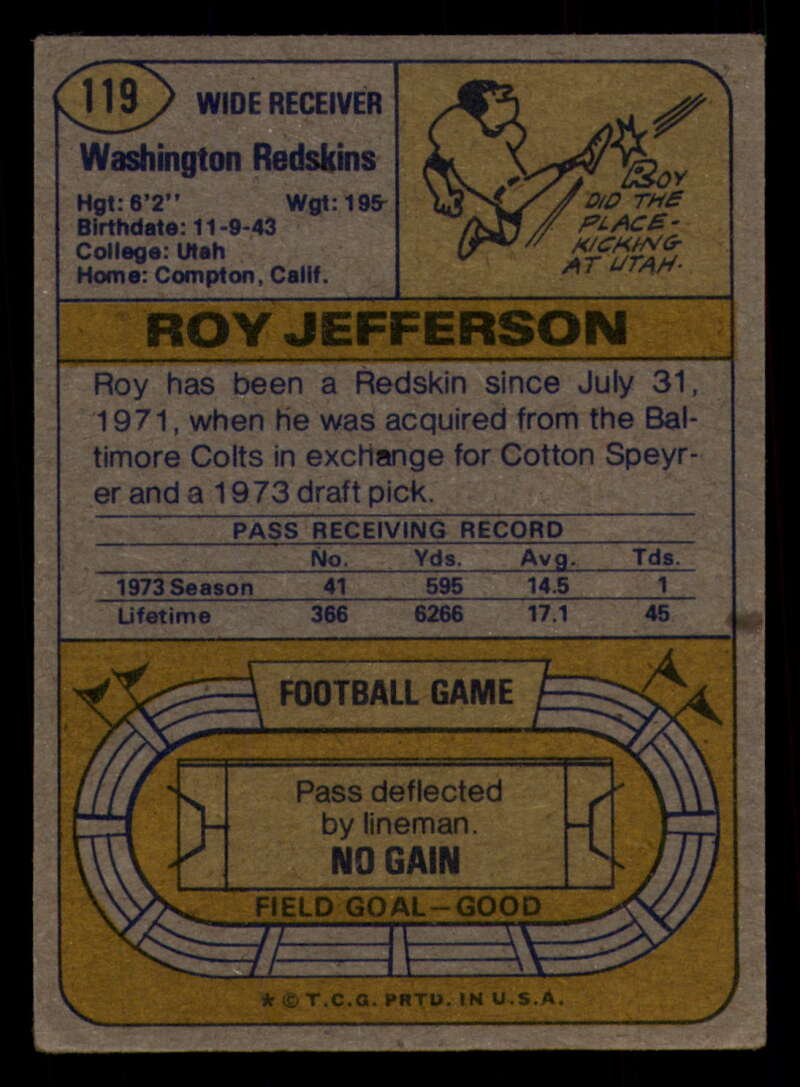 119
WIDE RECEIVER
Washington Redskins
Hgt: 6'2" Wgt: 195
Birthdate: 11-9-43
College: Utah
Home: Compton, Calif.
ROY
DID THE
PLACE-
KICKING
AT UTAH.
ROY JEFFERSON
Roy has been a Redskin since July 31,
1971, when he was acquired from the Bal-
timore Colts in exchange for Cotton Speyr-
er and a 1973 draft pick.
PASS RECEIVING RECORD
No. Yds. Avg. Tds.
1973 Season 41 595 14.5 1
Lifetime 366 6266 17.1 45
FOOTBALL GAME
Pass deflected
by lineman.
NO GAIN
FIELD GOAL—GOOD
* © T.C.G. PRTD. IN U.S.A.